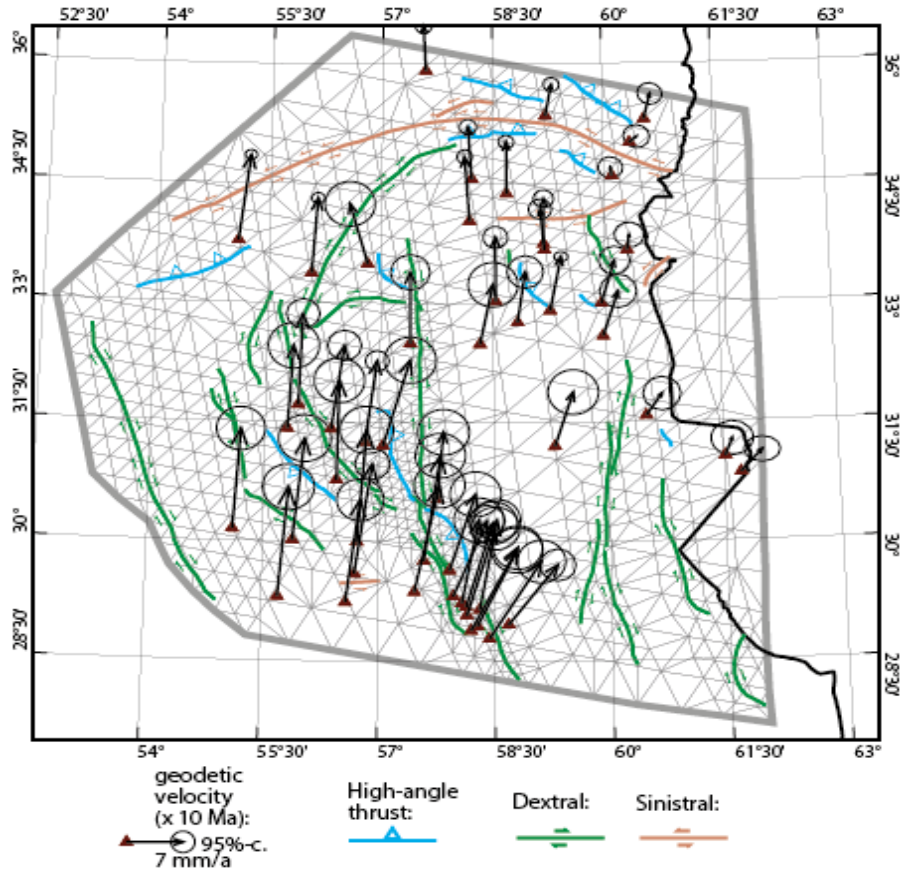 52°30' 54° 55°30' 57° 58°30' 60° 61°30' 63°
36° 36°
34°30' 34°30'
33° 33°
31°30' 31°30'
30° 30°
28°30' 28°30'
54° 55°30' 57° 58°30' 60° 61°30' 63°
geodetic
velocity
(x 10 Ma):
95%-c.
7 mm/a
High-angle
thrust:
Dextral:
Sinistral: